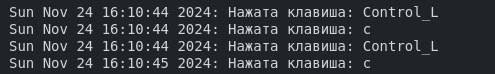 Sun Nov 24 16:10:44 2024: Нажата клавиша: Control_L
Sun Nov 24 16:10:44 2024: Нажата клавиша: c
Sun Nov 24 16:10:44 2024: Нажата клавиша: Control_L
Sun Nov 24 16:10:45 2024: Нажата клавиша: c